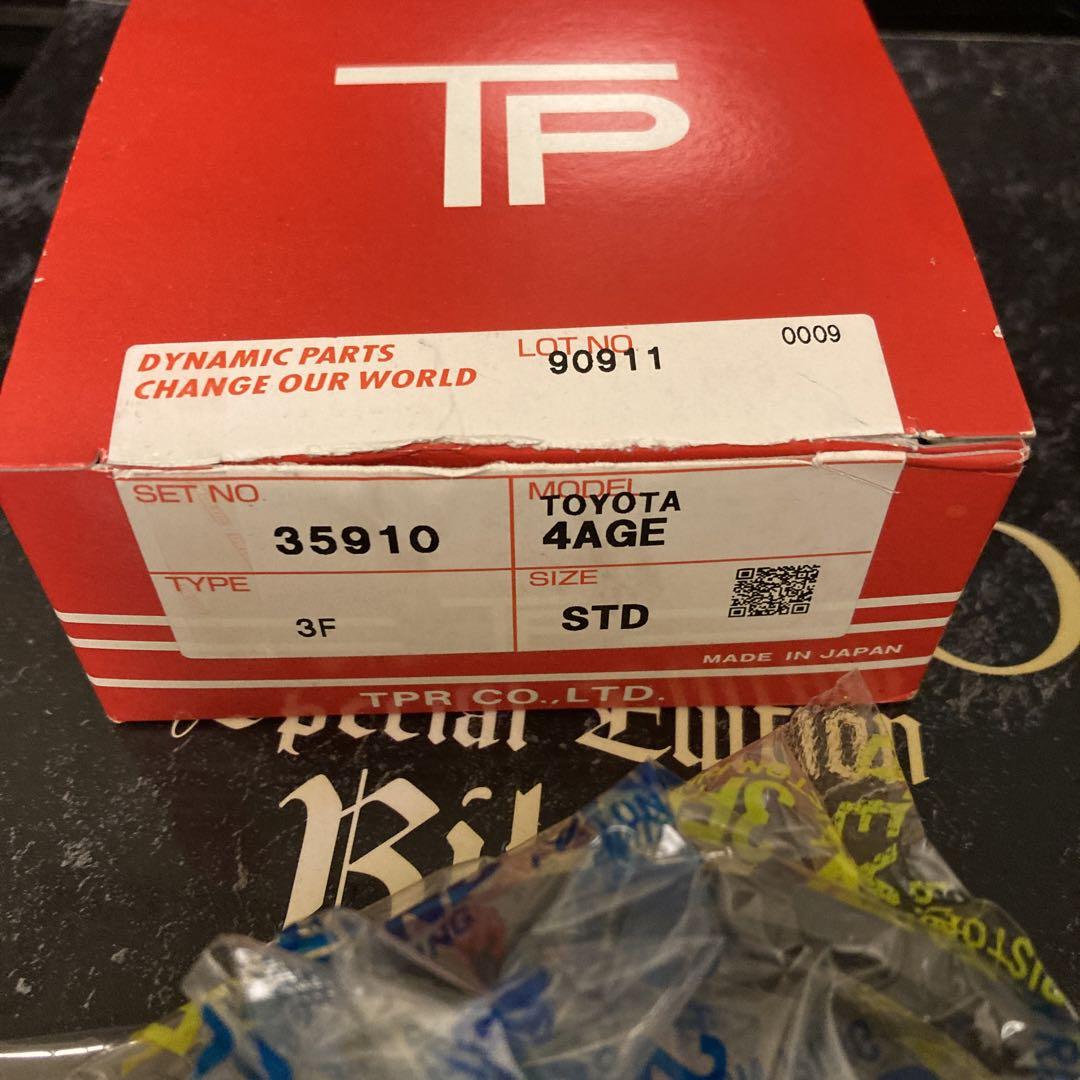 TP
DYNAMIC PARTS
CHANGE OUR WORLD
LOT NO.
90911
0009
SET NO.
35910
MODEL
TOYOTA
4AGE
TYPE
3F
SIZE
STD
MADE IN JAPAN
TPR CO.,LTD.
Special Edition